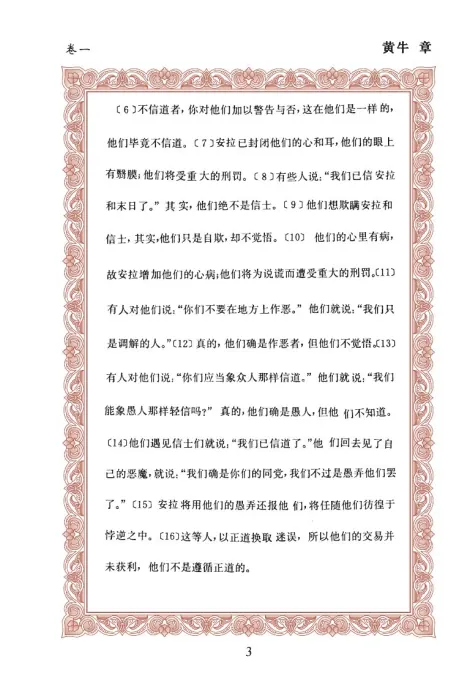 卷一
黄牛 章
〔6〕不信道者，你对他们加以警告与否，这在他们是一样的，
他们毕竟不信道。〔7〕安拉已封闭他们的心和耳，他们的眼上
有翳膜；他们将受重大的刑罚。〔8〕有些人说：“我们已信安拉
和末日了。”其实，他们绝不是信士。〔9〕他们想欺瞒安拉和
信士，其实，他们只是自欺，却不觉悟。〔10〕 他们的心里有病，
故安拉增加他们的心病；他们将为说谎而遭受重大的刑罚。〔11〕
有人对他们说：“你们不要在地方上作恶。” 他们就说：“我们只
是调解的人。”〔12〕真的，他们确是作恶者，但他们不觉悟。〔13〕
有人对他们说：“你们应当象众人那样信道。” 他们就说：“我们
能象愚人那样轻信吗？” 真的，他们确是愚人，但他 们不知道。
〔14〕他们遇见信士们就说：“我们已信道了。”他 们回去见了自
己的恶魔，就说：“我们确是你们的同党，我们不过是愚弄他们罢
了。”〔15〕 安拉将用他们的愚弄还报他 们，将任随他们彷徨于
悖逆之中。〔16〕这等人，以正道换取 迷误，所以他们的交易并
未获利，他们不是遵循正道的。
3